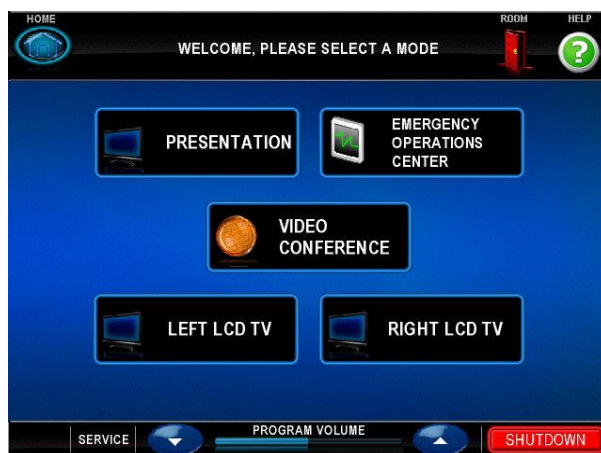 HOME
ROOM
HELP
WELCOME, PLEASE SELECT A MODE
?
PRESENTATION
EMERGENCY
OPERATIONS
CENTER
VIDEO
CONFERENCE
LEFT LCD TV
RIGHT LCD TV
SERVICE
PROGRAM VOLUME
SHUTDOWN